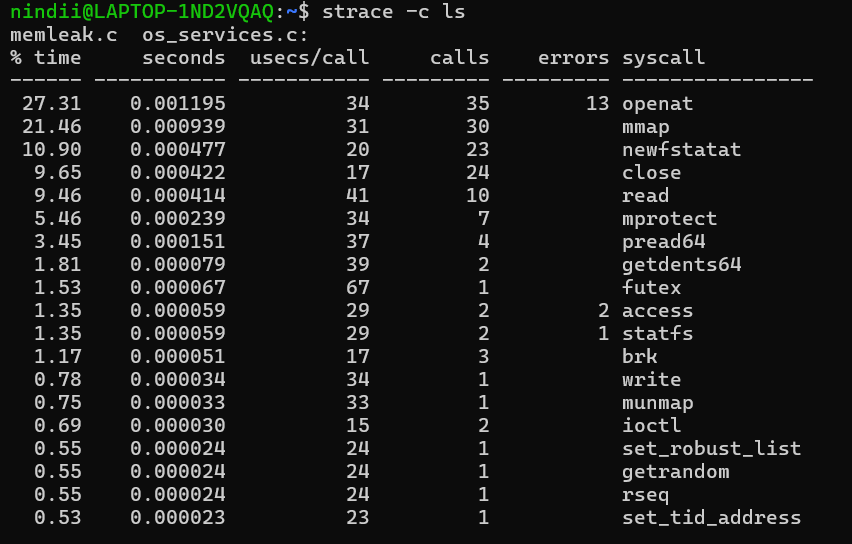 nindii@LAPTOP-1ND2VQAQ:~$ strace -c ls
memleak.c  os_services.c:
% time     seconds  usecs/call     calls    errors syscall
------ ----------- ----------- --------- --------- ----------------
 27.31    0.001195          34        35        13 openat
 21.46    0.000939          31        30           mmap
 10.90    0.000477          20        23           newfstatat
  9.65    0.000422          17        24           close
  9.46    0.000414          41        10           read
  5.46    0.000239          34         7           mprotect
  3.45    0.000151          37         4           pread64
  1.81    0.000079          39         2           getdents64
  1.53    0.000067          67         1           futex
  1.35    0.000059          29         2         2 access
  1.35    0.000059          29         2         1 statfs
  1.17    0.000051          17         3           brk
  0.78    0.000034          34         1           write
  0.75    0.000033          33         1           munmap
  0.69    0.000030          15         2           ioctl
  0.55    0.000024          24         1           set_robust_list
  0.55    0.000024          24         1           getrandom
  0.55    0.000024          24         1           rseq
  0.53    0.000023          23         1           set_tid_address